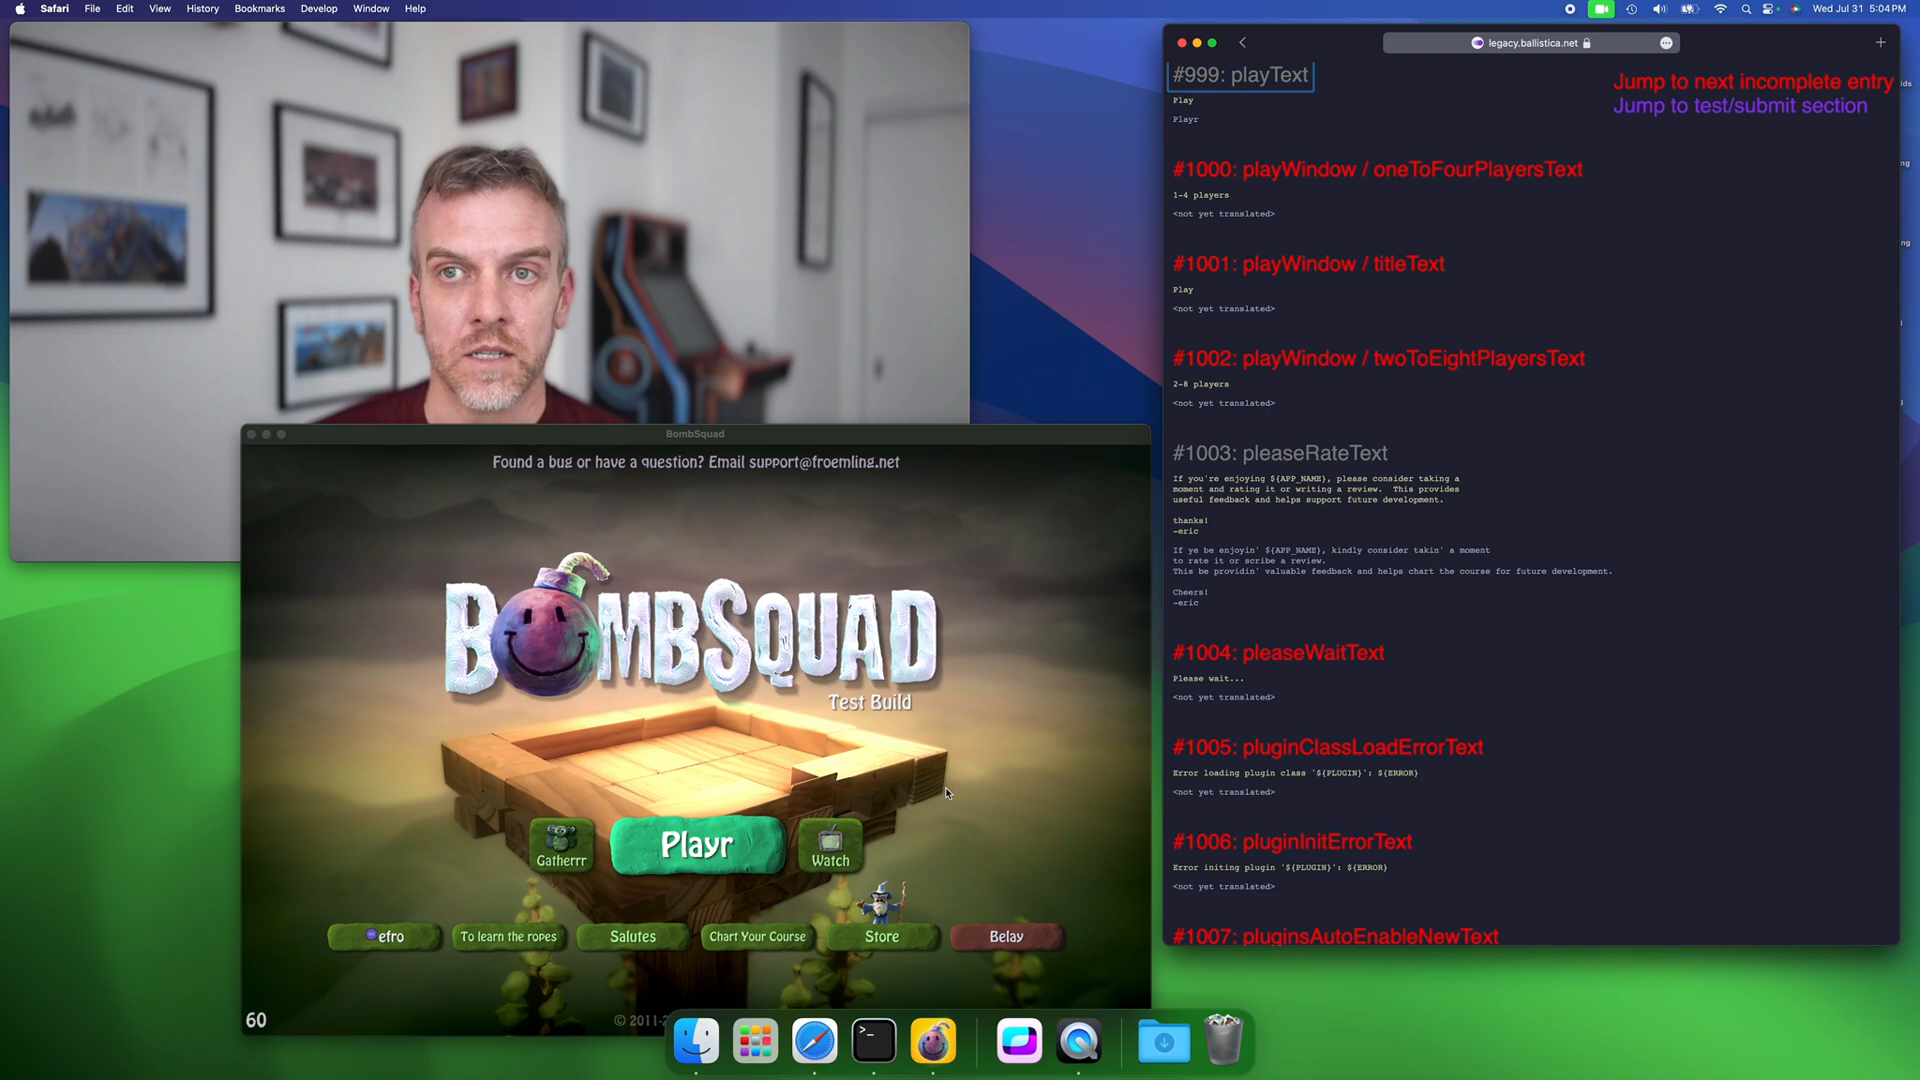 Safari File Edit View History Bookmarks Develop Window Help
Wed Jul 31 5:04PM
legacy.ballistica.net
#999: playText
Play
Playr
Jump to next incomplete entry
Jump to test/submit section
#1000: playWindow / oneToFourPlayersText
1-4 players
<not yet translated>
#1001: playWindow / titleText
Play
<not yet translated>
#1002: playWindow / twoToEightPlayersText
2-8 players
<not yet translated>
#1003: pleaseRateText
If you're enjoying ${APP_NAME}, please consider taking a
moment and rating it or writing a review. This provides
useful feedback and helps support future development.
thanks!
-eric
If ye be enjoyin' ${APP_NAME}, kindly consider takin' a moment
to rate it or scribe a review.
This be providin' valuable feedback and helps chart the course for future development.
Cheers!
-eric
#1004: pleaseWaitText
Please wait...
<not yet translated>
#1005: pluginClassLoadErrorText
Error loading plugin class '${PLUGIN}': ${ERROR}
<not yet translated>
#1006: pluginInitErrorText
Error initing plugin '${PLUGIN}': ${ERROR}
<not yet translated>
#1007: pluginsAutoEnableNewText
BombSquad
Found a bug or have a question? Email support@froemling.net
BOMBSQUAD
Test Build
Gatherrr
Playr
Watch
efro
To learn the ropes
Salutes
Chart Your Course
Store
Belay
60
© 2011-2